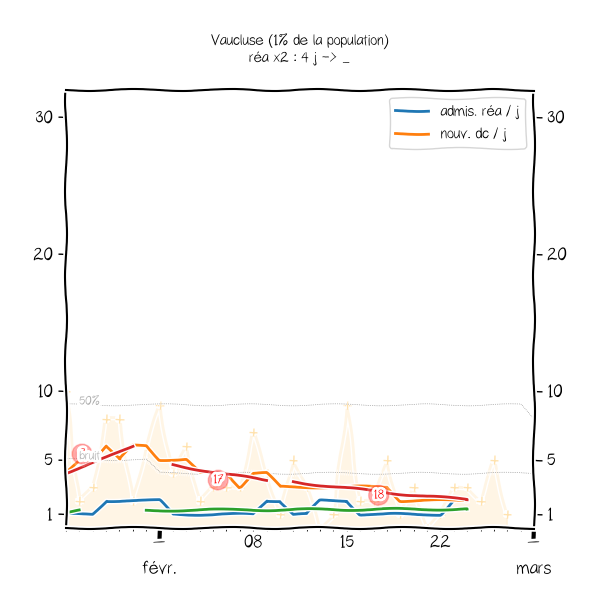 Vaucluse (1% de la population)
réa x2 : 4 j -> _
admis. réa / j
nouv. dc / j
30
30
20
20
10
10
50%
bruit
5
5
17
18
1
1
08
15
22
févr.
mars